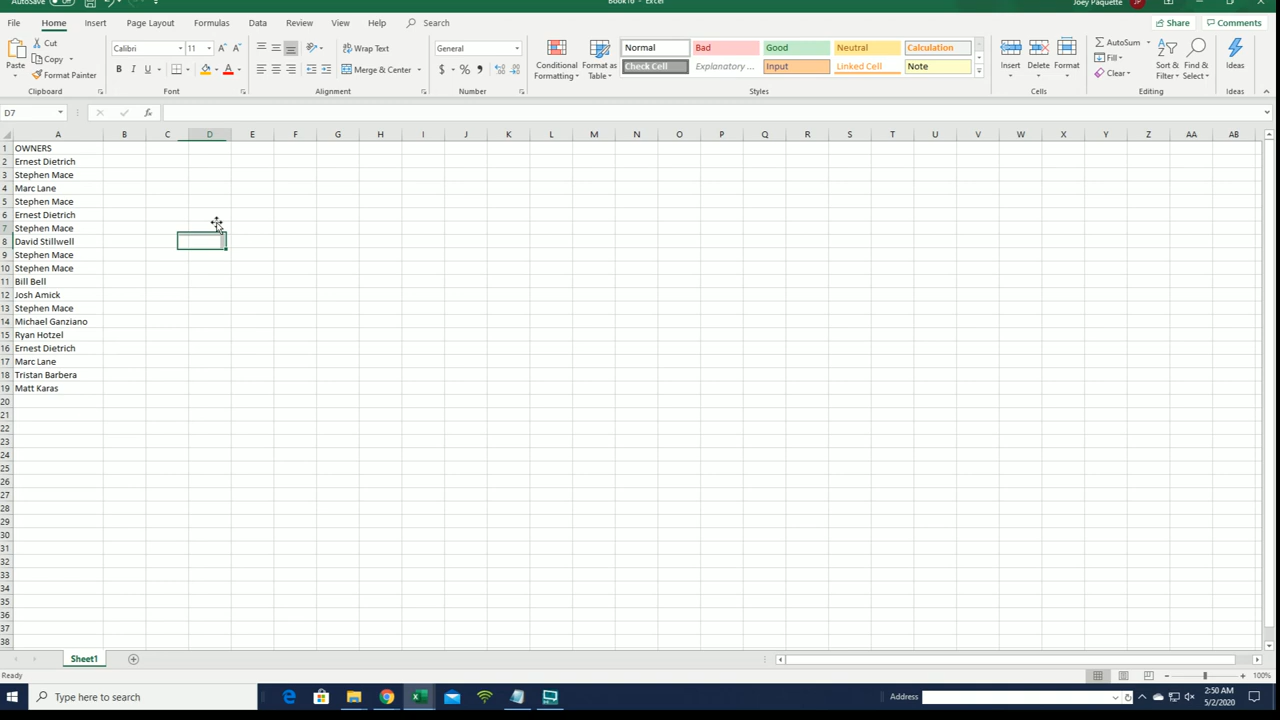 AutoSave Off Book10 - Excel Joey Paquette JP
File Home Insert Page Layout Formulas Data Review View Help Search Share Comments
Paste Cut Copy Format Painter Clipboard
Calibri 11 B I U Font
Wrap Text Merge & Center Alignment
General $ % Number
Conditional Formatting Format as Table
Normal Bad Good Neutral Calculation
Check Cell Explanatory ... Input Linked Cell Note
Styles
Insert Delete Format Cells
AutoSum Fill Clear Sort & Filter Find & Select Editing
Ideas Ideas
D7 fx
A B C D E F G H I J K L M N O P Q R S T U V W X Y Z AA AB
1 OWNERS
2 Ernest Dietrich
3 Stephen Mace
4 Marc Lane
5 Stephen Mace
6 Ernest Dietrich
7 Stephen Mace
8 David Stillwell
9 Stephen Mace
10 Stephen Mace
11 Bill Bell
12 Josh Amick
13 Stephen Mace
14 Michael Ganziano
15 Ryan Hotzel
16 Ernest Dietrich
17 Marc Lane
18 Tristan Barbera
19 Matt Karas
20
21
22
23
24
25
26
27
28
29
30
31
32
33
34
35
36
37
38
Sheet1
Ready 100%
Type here to search Address 2:50 AM
5/2/2020